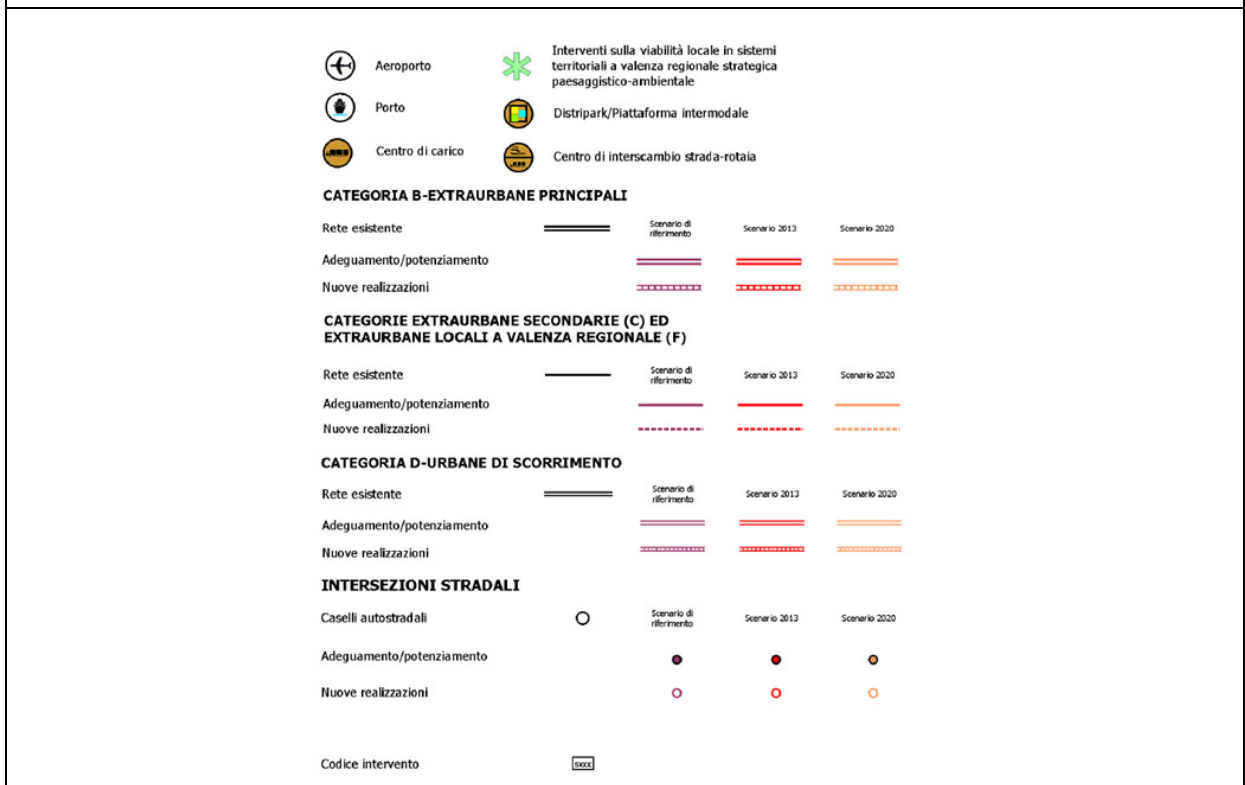 Aeroporto
Interventi sulla viabilità locale in sistemi
territoriali a valenza regionale strategica
paesaggistico-ambientale
Porto
Distripark/Piattaforma intermodale
Centro di carico
Centro di interscambio strada-rotaia
CATEGORIA B-EXTRAURBANE PRINCIPALI
Rete esistente
Scenario di
riferimento
Scenario 2013
Scenario 2020
Adeguamento/potenziamento
Nuove realizzazioni
CATEGORIE EXTRAURBANE SECONDARIE (C) ED
EXTRAURBANE LOCALI A VALENZA REGIONALE (F)
Rete esistente
Scenario di
riferimento
Scenario 2013
Scenario 2020
Adeguamento/potenziamento
Nuove realizzazioni
CATEGORIA D-URBANE DI SCORRIMENTO
Rete esistente
Scenario di
riferimento
Scenario 2013
Scenario 2020
Adeguamento/potenziamento
Nuove realizzazioni
INTERSEZIONI STRADALI
Caselli autostradali
Scenario di
riferimento
Scenario 2013
Scenario 2020
Adeguamento/potenziamento
Nuove realizzazioni
Codice intervento
sxxx